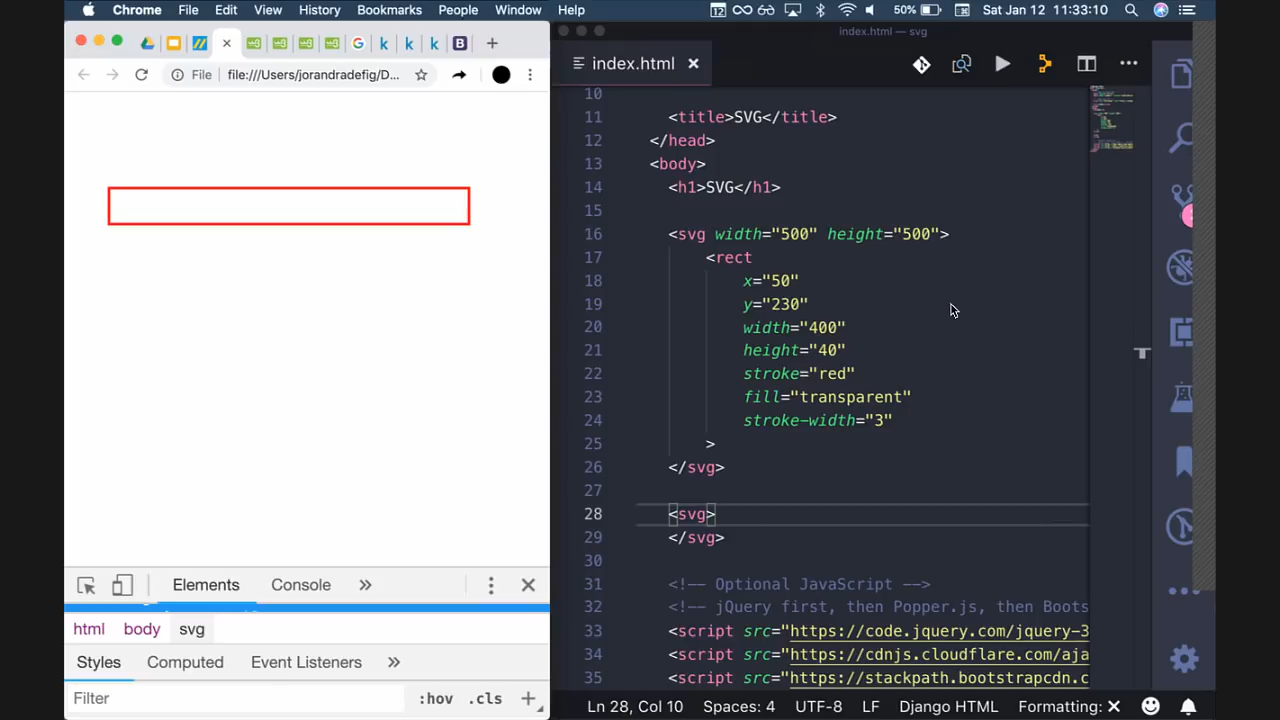 Chrome File Edit View History Bookmarks People Window Help 12 50% Sat Jan 12 11:33:10
index.html — svg
File file:///Users/jorandradefig/D...
index.html
10
11 <title>SVG</title>
12 </head>
13 <body>
14 <h1>SVG</h1>
15
16 <svg width="500" height="500">
17 <rect
18 x="50"
19 y="230"
20 width="400"
21 height="40"
22 stroke="red"
23 fill="transparent"
24 stroke-width="3"
25 >
26 </svg>
27
28 <svg>
29 </svg>
30
31 <!-- Optional JavaScript -->
32 <!-- jQuery first, then Popper.js, then Boots
33 <script src="https://code.jquery.com/jquery-3
34 <script src="https://cdnjs.cloudflare.com/aja
35 <script src="https://stackpath.bootstrapcdn.c
Elements Console »
html body svg
Styles Computed Event Listeners »
Filter :hov .cls +
Ln 28, Col 10 Spaces: 4 UTF-8 LF Django HTML Formatting: ✕